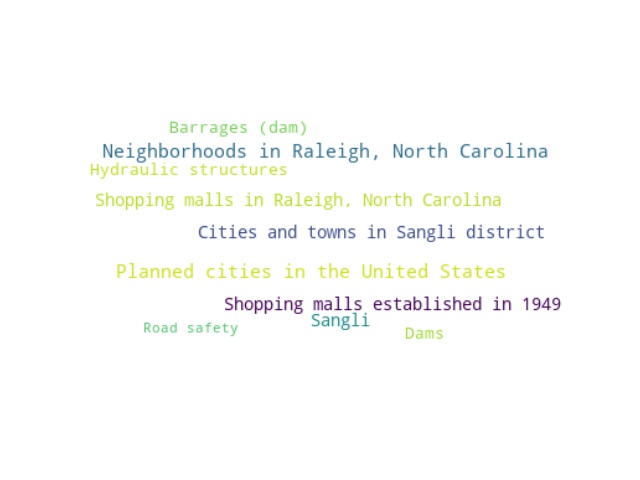 Barrages (dam)
Neighborhoods in Raleigh, North Carolina
Hydraulic structures
Shopping malls in Raleigh, North Carolina
Cities and towns in Sangli district
Planned cities in the United States
Shopping malls established in 1949
Sangli
Road safety
Dams